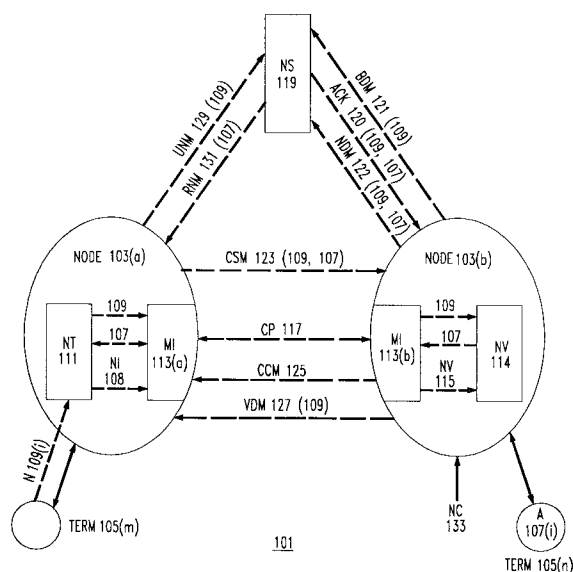 NS
119
UNM 129 (109)
RNM 131 (107)
BDM 121 (109)
ACK 120 (109, 107)
NDM 122 (109, 107)
NODE 103(a)
CSM 123 (109, 107)
NODE 103(b)
NT
111
109
107
NI
108
MI
113(a)
CP 117
CCM 125
VDM 127 (109)
MI
113(b)
109
107
NV
115
NV
114
N 109(i)
TERM 105(m)
101
NC
133
A
107(i)
TERM 105(n)